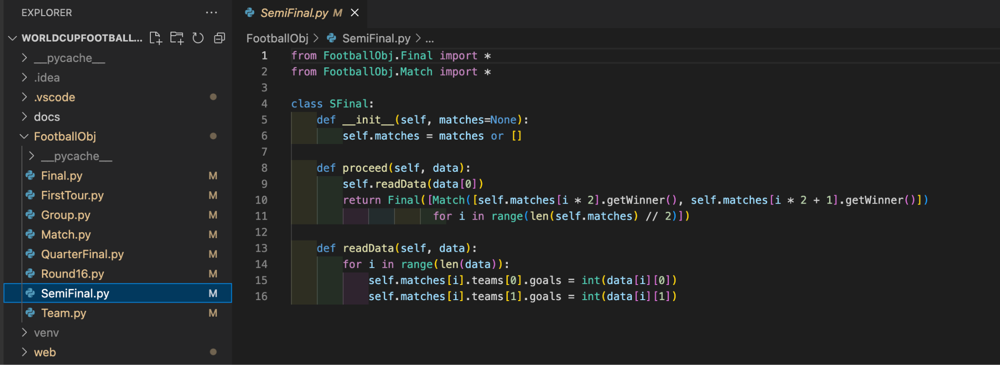 EXPLORER
WORLDCUPFOOTBALL...
__pycache__
.idea
.vscode
docs
FootballObj
__pycache__
Final.py M
FirstTour.py M
Group.py M
Match.py M
QuarterFinal.py M
Round16.py M
SemiFinal.py M
Team.py M
venv
web
SemiFinal.py M
FootballObj > SemiFinal.py > ...
1 from FootballObj.Final import *
2 from FootballObj.Match import *
3
4 class SFinal:
5     def __init__(self, matches=None):
6         self.matches = matches or []
7
8     def proceed(self, data):
9         self.readData(data[0])
10         return Final([Match([self.matches[i * 2].getWinner(), self.matches[i * 2 + 1].getWinner()])
11                       for i in range(len(self.matches) // 2)])
12
13     def readData(self, data):
14         for i in range(len(data)):
15             self.matches[i].teams[0].goals = int(data[i][0])
16             self.matches[i].teams[1].goals = int(data[i][1])